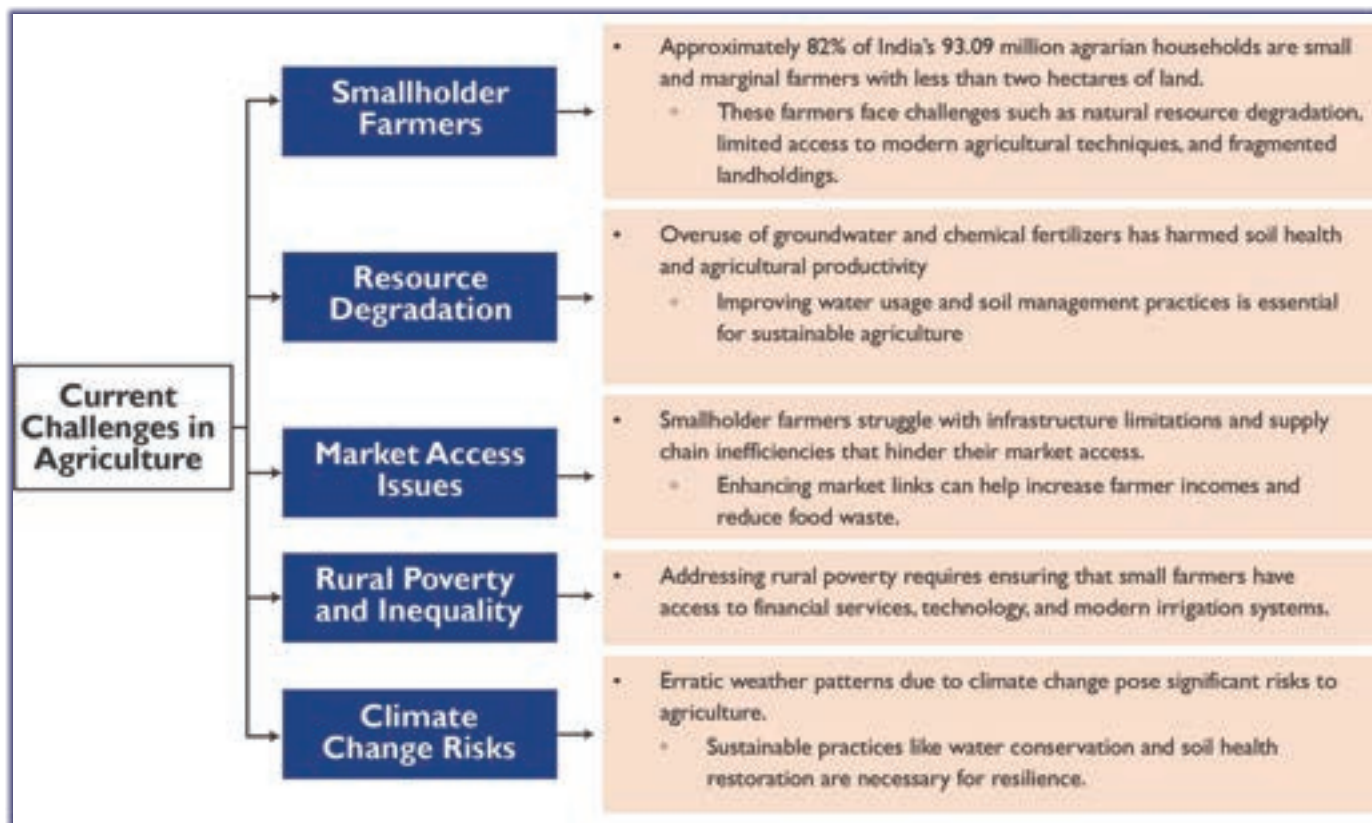 Current
Challenges in
Agriculture
Smallholder
Farmers
• Approximately 82% of India's 93.09 million agrarian households are small
and marginal farmers with less than two hectares of land.
◦ These farmers face challenges such as natural resource degradation,
limited access to modern agricultural techniques, and fragmented
landholdings.
Resource
Degradation
• Overuse of groundwater and chemical fertilizers has harmed soil health
and agricultural productivity
◦ Improving water usage and soil management practices is essential
for sustainable agriculture
Market Access
Issues
• Smallholder farmers struggle with infrastructure limitations and supply
chain inefficiencies that hinder their market access.
◦ Enhancing market links can help increase farmer incomes and
reduce food waste.
Rural Poverty
and Inequality
• Addressing rural poverty requires ensuring that small farmers have
access to financial services, technology, and modern irrigation systems.
Climate
Change Risks
• Erratic weather patterns due to climate change pose significant risks to
agriculture.
◦ Sustainable practices like water conservation and soil health
restoration are necessary for resilience.